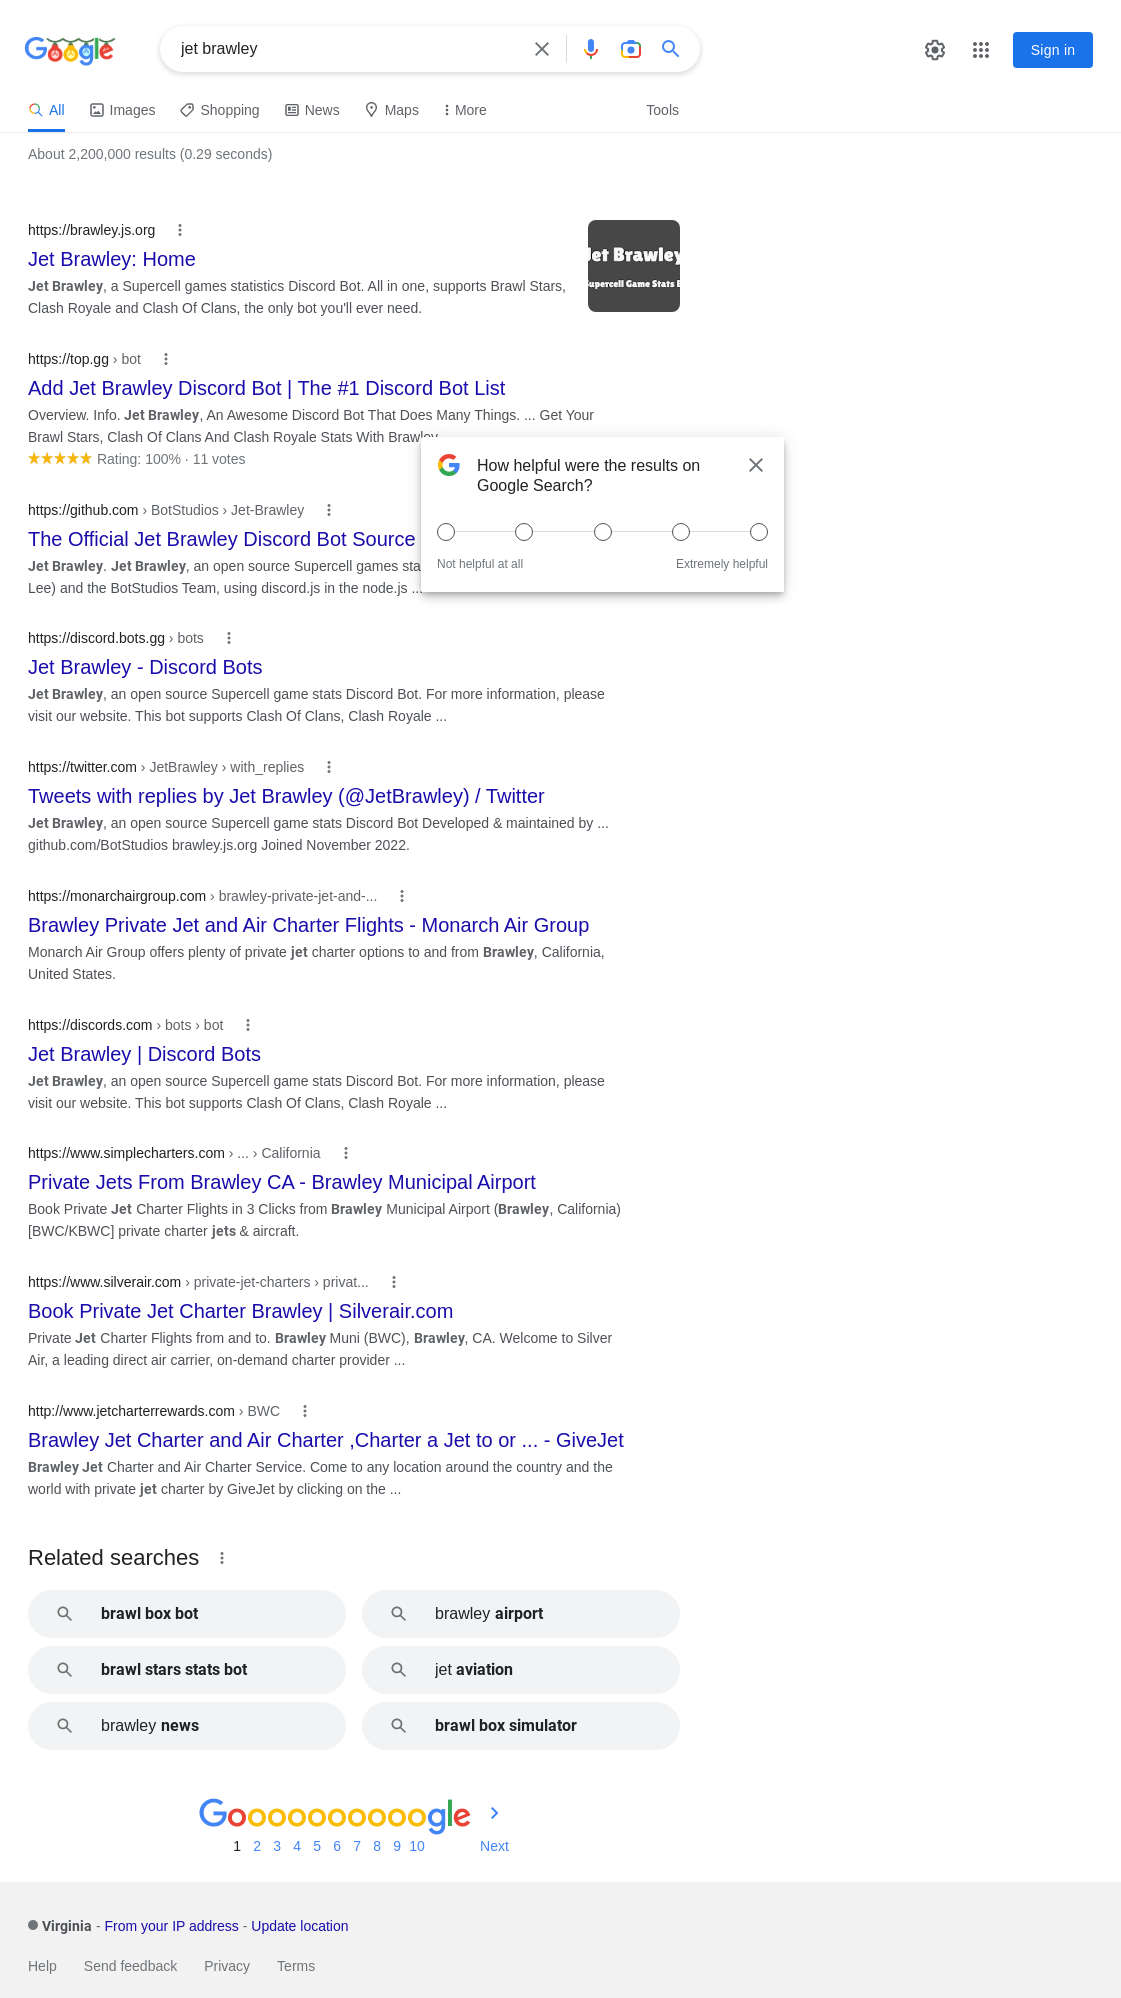 Google
jet brawley
Sign in
All
Images
Shopping
News
Maps
More
Tools
About 2,200,000 results (0.29 seconds)
https://brawley.js.org
Jet Brawley: Home
Jet Brawley, a Supercell games statistics Discord Bot. All in one, supports Brawl Stars,
Clash Royale and Clash Of Clans, the only bot you'll ever need.
Jet Brawley
Supercell Game Stats
https://top.gg › bot
Add Jet Brawley Discord Bot | The #1 Discord Bot List
Overview. Info. Jet Brawley, An Awesome Discord Bot That Does Many Things. ... Get Your
Brawl Stars, Clash Of Clans And Clash Royale Stats With Brawley
Rating: 100% · 11 votes
How helpful were the results on
Google Search?
Not helpful at all
Extremely helpful
https://github.com › BotStudios › Jet-Brawley
The Official Jet Brawley Discord Bot Source
Jet Brawley. Jet Brawley, an open source Supercell games
Lee) and the BotStudios Team, using discord.js in the node.js ...
https://discord.bots.gg › bots
Jet Brawley - Discord Bots
Jet Brawley, an open source Supercell game stats Discord Bot. For more information, please
visit our website. This bot supports Clash Of Clans, Clash Royale ...
https://twitter.com › JetBrawley › with_replies
Tweets with replies by Jet Brawley (@JetBrawley) / Twitter
Jet Brawley, an open source Supercell game stats Discord Bot Developed & maintained by ...
github.com/BotStudios brawley.js.org Joined November 2022.
https://monarchairgroup.com › brawley-private-jet-and-...
Brawley Private Jet and Air Charter Flights - Monarch Air Group
Monarch Air Group offers plenty of private jet charter options to and from Brawley, California,
United States.
https://discords.com › bots › bot
Jet Brawley | Discord Bots
Jet Brawley, an open source Supercell game stats Discord Bot. For more information, please
visit our website. This bot supports Clash Of Clans, Clash Royale ...
https://www.simplecharters.com › ... › California
Private Jets From Brawley CA - Brawley Municipal Airport
Book Private Jet Charter Flights in 3 Clicks from Brawley Municipal Airport (Brawley, California)
[BWC/KBWC] private charter jets & aircraft.
https://www.silverair.com › private-jet-charters › privat...
Book Private Jet Charter Brawley | Silverair.com
Private Jet Charter Flights from and to. Brawley Muni (BWC), Brawley, CA. Welcome to Silver
Air, a leading direct air carrier, on-demand charter provider ...
http://www.jetcharterrewards.com › BWC
Brawley Jet Charter and Air Charter ,Charter a Jet to or ... - GiveJet
Brawley Jet Charter and Air Charter Service. Come to any location around the country and the
world with private jet charter by GiveJet by clicking on the ...
Related searches
brawl box bot
brawley airport
brawl stars stats bot
jet aviation
brawley news
brawl box simulator
Goooooooooogle
1 2 3 4 5 6 7 8 9 10 Next
Virginia - From your IP address - Update location
Help Send feedback Privacy Terms